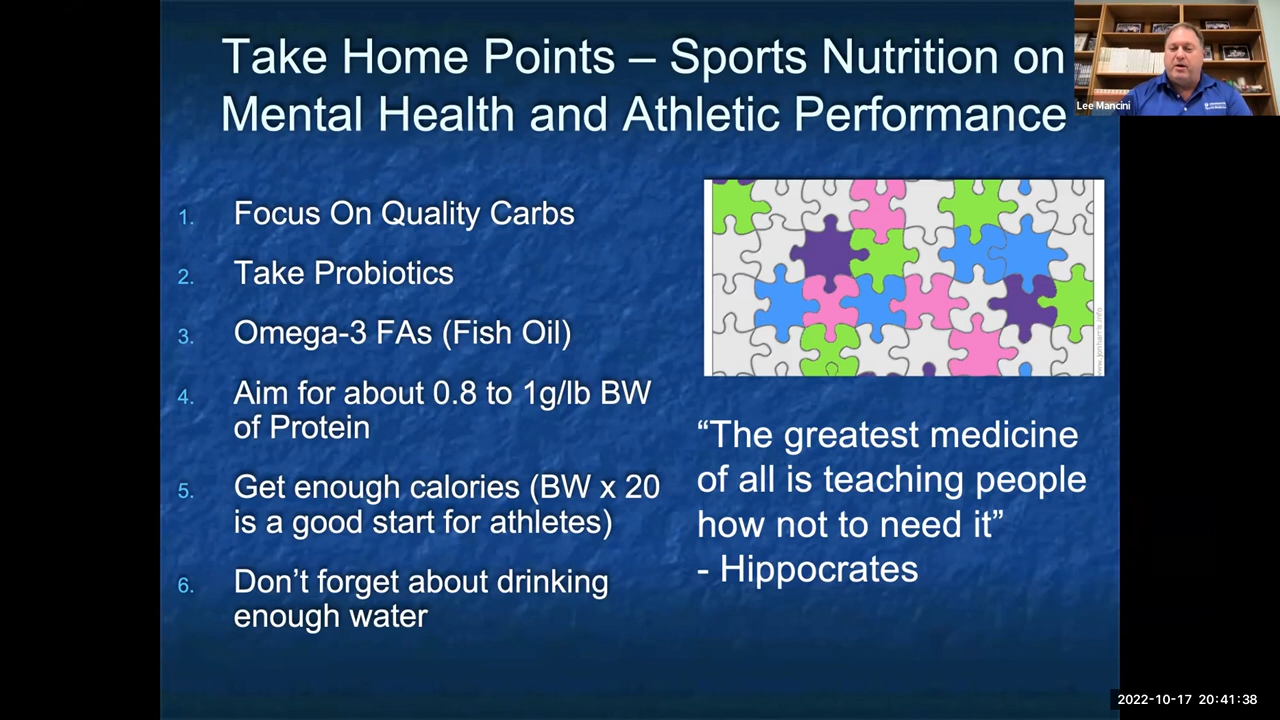 Take Home Points – Sports Nutrition on
Mental Health and Athletic Performance
Lee Mancini
1. Focus On Quality Carbs
2. Take Probiotics
3. Omega-3 FAs (Fish Oil)
4. Aim for about 0.8 to 1g/lb BW
of Protein
5. Get enough calories (BW x 20
is a good start for athletes)
6. Don’t forget about drinking
enough water
www.jonharris.info
“The greatest medicine
of all is teaching people
how not to need it”
- Hippocrates
2022-10-17 20:41:38